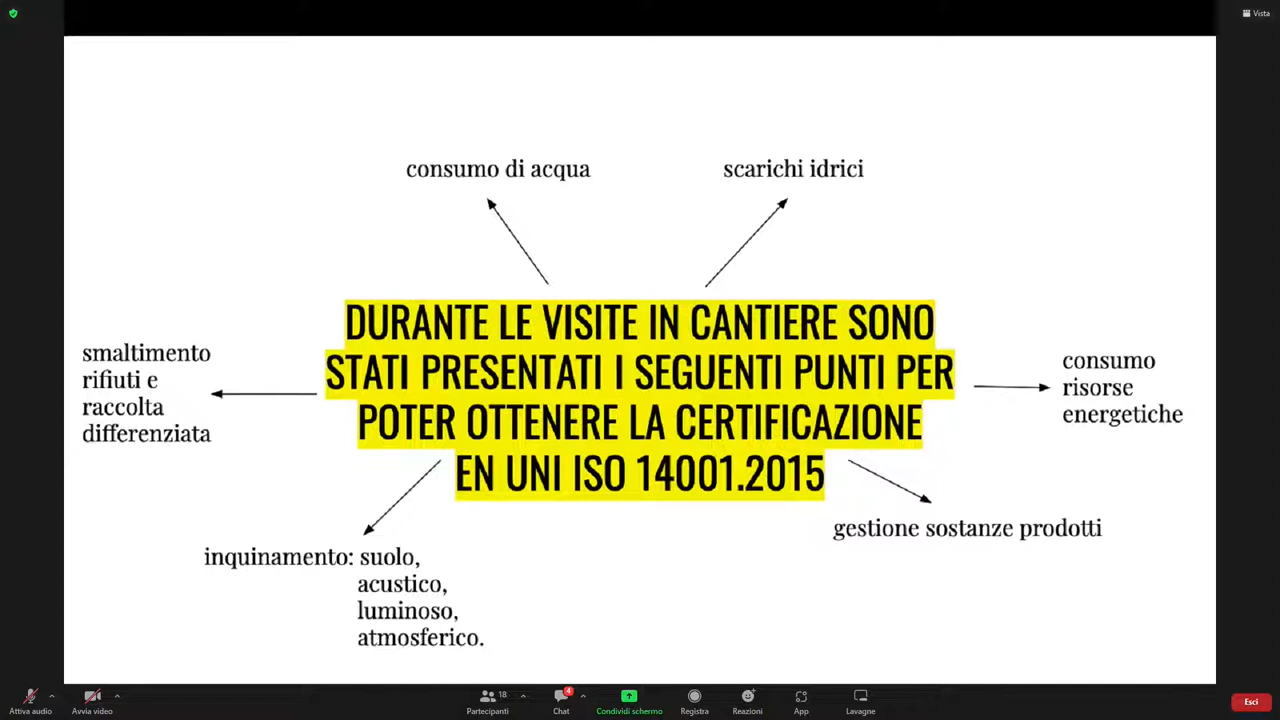 Vista
consumo di acqua
scarichi idrici
DURANTE LE VISITE IN CANTIERE SONO
STATI PRESENTATI I SEGUENTI PUNTI PER
POTER OTTENERE LA CERTIFICAZIONE
EN UNI ISO 14001.2015
smaltimento
rifiuti e
raccolta
differenziata
consumo
risorse
energetiche
gestione sostanze prodotti
inquinamento: suolo,
acustico,
luminoso,
atmosferico.
Attiva audio
Avvia video
18
Partecipanti
4
Chat
Condividi schermo
Registra
Reazioni
App
Lavagne
Esci